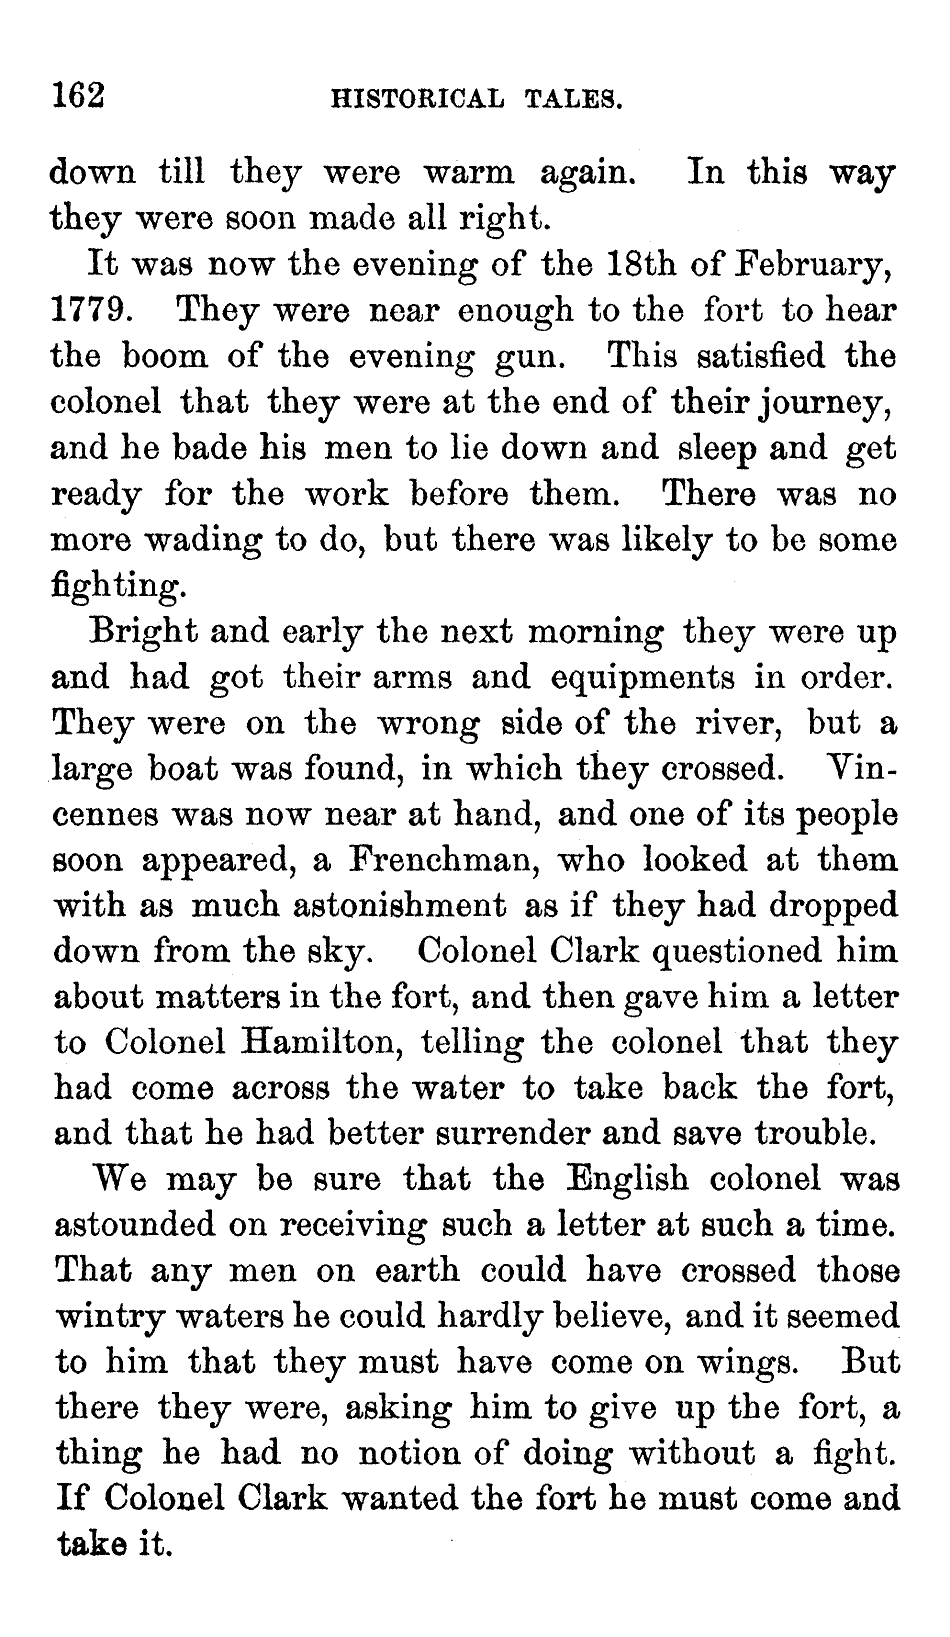 162 HISTORICAL TALES.
down till they were warm again. In this way
they were soon made all right.
It was now the evening of the 18th of February,
1779. They were near enough to the fort to hear
the boom of the evening gun. This satisfied the
colonel that they were at the end of their journey,
and he bade his men to lie down and sleep and get
ready for the work before them. There was no
more wading to do, but there was likely to be some
fighting.
Bright and early the next morning they were up
and had got their arms and equipments in order.
They were on the wrong side of the river, but a
large boat was found, in which they crossed. Vin-
cennes was now near at hand, and one of its people
soon appeared, a Frenchman, who looked at them
with as much astonishment as if they had dropped
down from the sky. Colonel Clark questioned him
about matters in the fort, and then gave him a letter
to Colonel Hamilton, telling the colonel that they
had come across the water to take back the fort,
and that he had better surrender and save trouble.
We may be sure that the English colonel was
astounded on receiving such a letter at such a time.
That any men on earth could have crossed those
wintry waters he could hardly believe, and it seemed
to him that they must have come on wings. But
there they were, asking him to give up the fort, a
thing he had no notion of doing without a fight.
If Colonel Clark wanted the fort he must come and
take it.